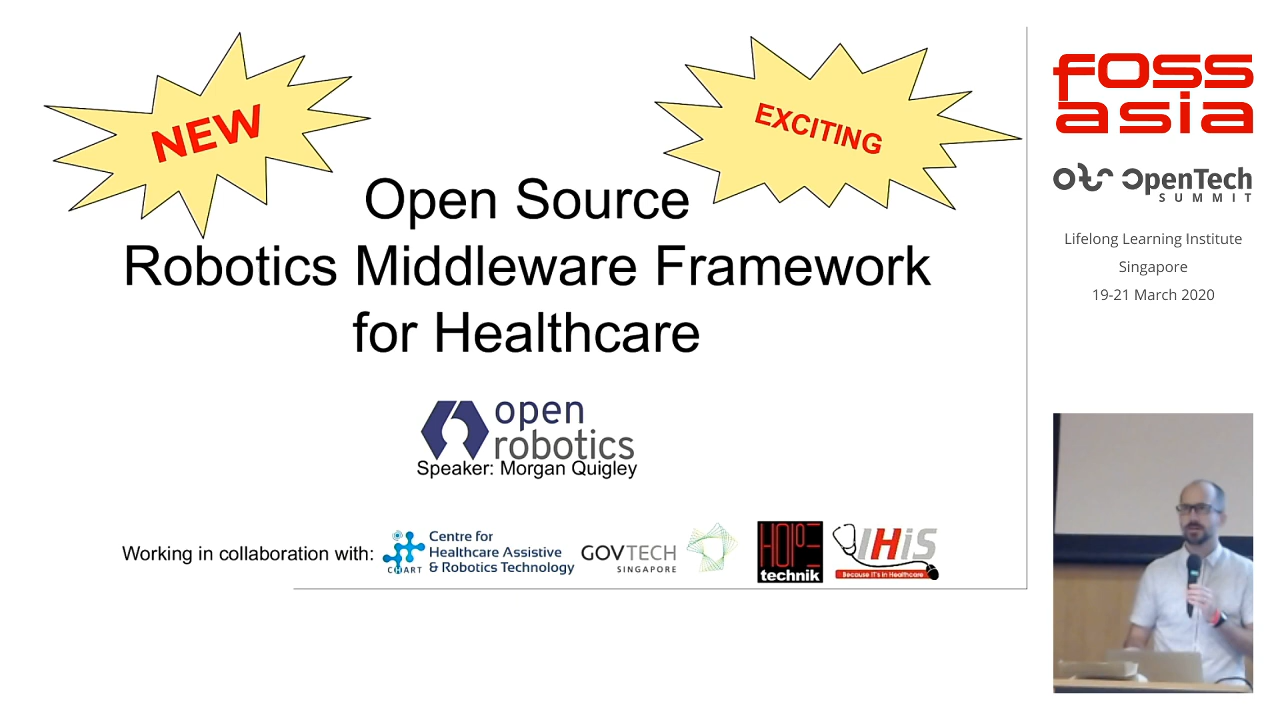 NEW
EXCITING
Open Source
Robotics Middleware Framework
for Healthcare
open
robotics
Speaker: Morgan Quigley
Working in collaboration with:
CHART
Centre for
Healthcare Assistive
& Robotics Technology
GOVTECH
SINGAPORE
HOPE
technik
IHiS
Because IT's in Healthcare
FOSS
asia
OpenTech
SUMMIT
Lifelong Learning Institute
Singapore
19-21 March 2020